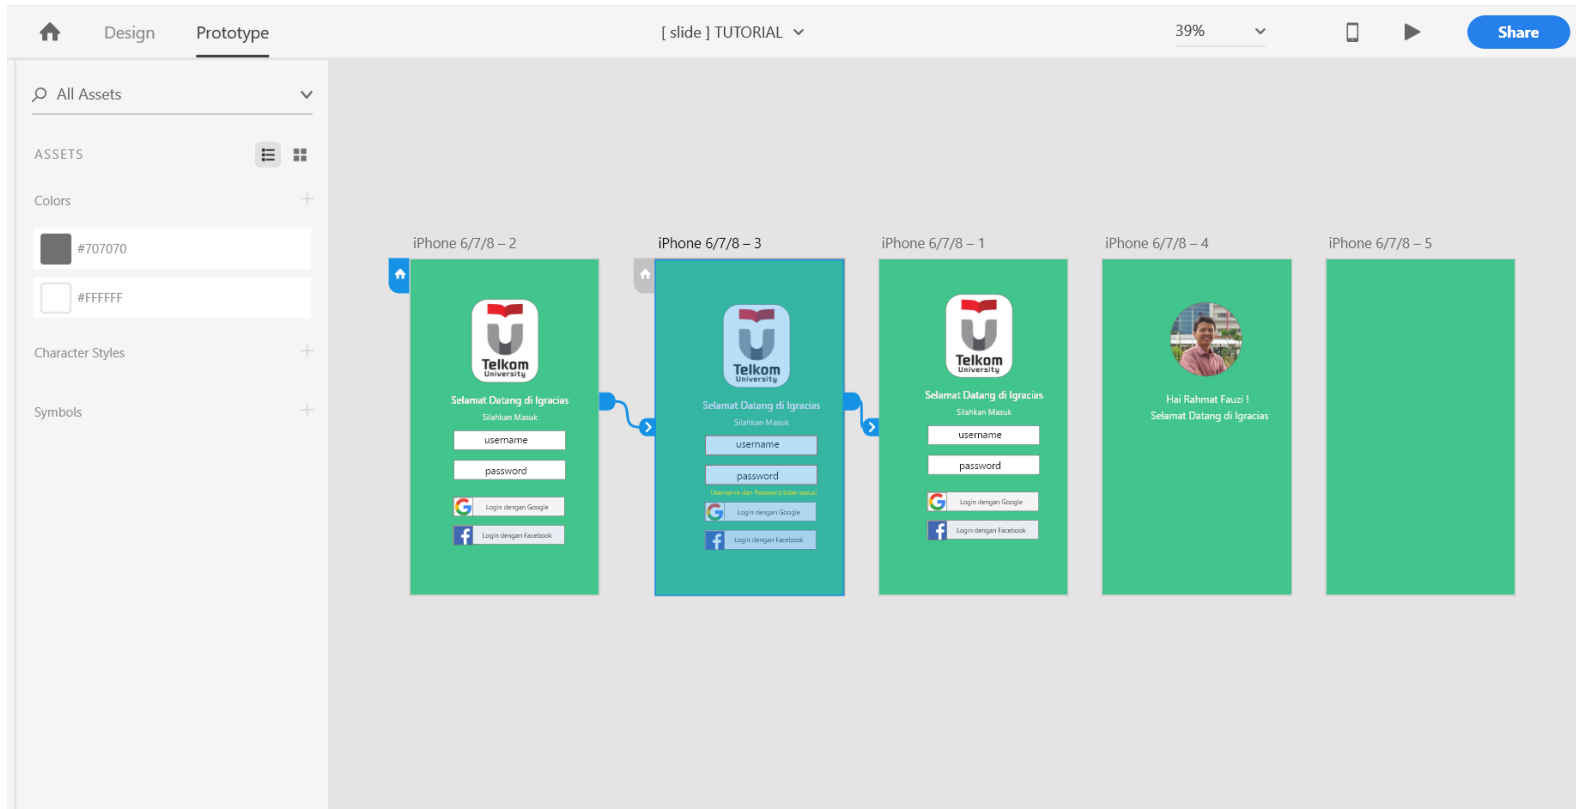 Design
Prototype
[ slide ] TUTORIAL
39%
Share
All Assets
ASSETS
Colors
#707070
#FFFFFF
Character Styles
Symbols
iPhone 6/7/8 – 2
Telkom
University
Selamat Datang di Igracias
Silahkan Masuk
username
password
G
Login dengan Google
f
Login dengan Facebook
iPhone 6/7/8 – 3
Telkom
University
Selamat Datang di Igracias
Silahkan Masuk
username
password
Username dan Password tidak sesuai
G
Login dengan Google
f
Login dengan Facebook
iPhone 6/7/8 – 1
Telkom
University
Selamat Datang di Igracias
Silahkan Masuk
username
password
G
Login dengan Google
f
Login dengan Facebook
iPhone 6/7/8 – 4
Hai Rahmat Fauzi !
Selamat Datang di Igracias
iPhone 6/7/8 – 5